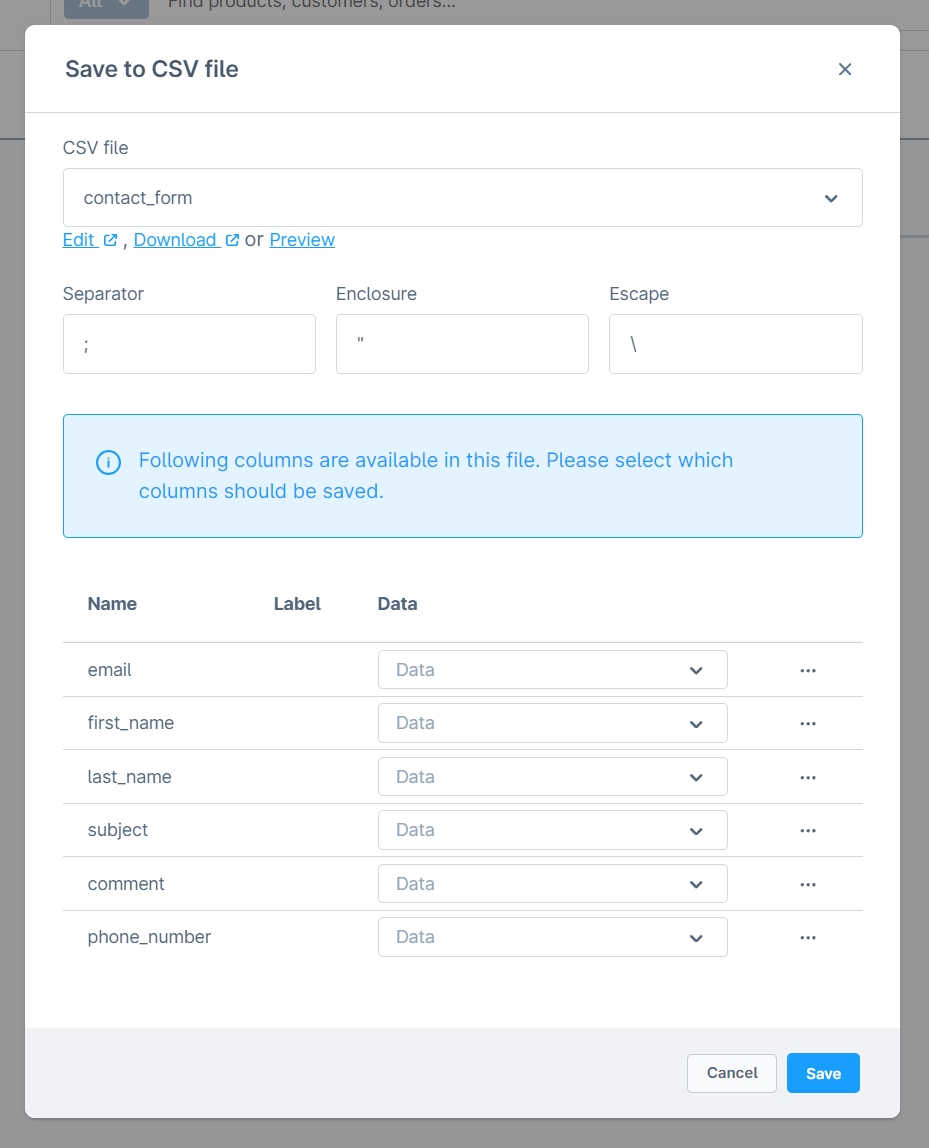 All
Find products, customers, orders...
Save to CSV file
CSV file
contact_form
Edit , Download or Preview
Separator Enclosure Escape
; " \
Following columns are available in this file. Please select which
columns should be saved.
Name Label Data
email Data
first_name Data
last_name Data
subject Data
comment Data
phone_number Data
Cancel Save